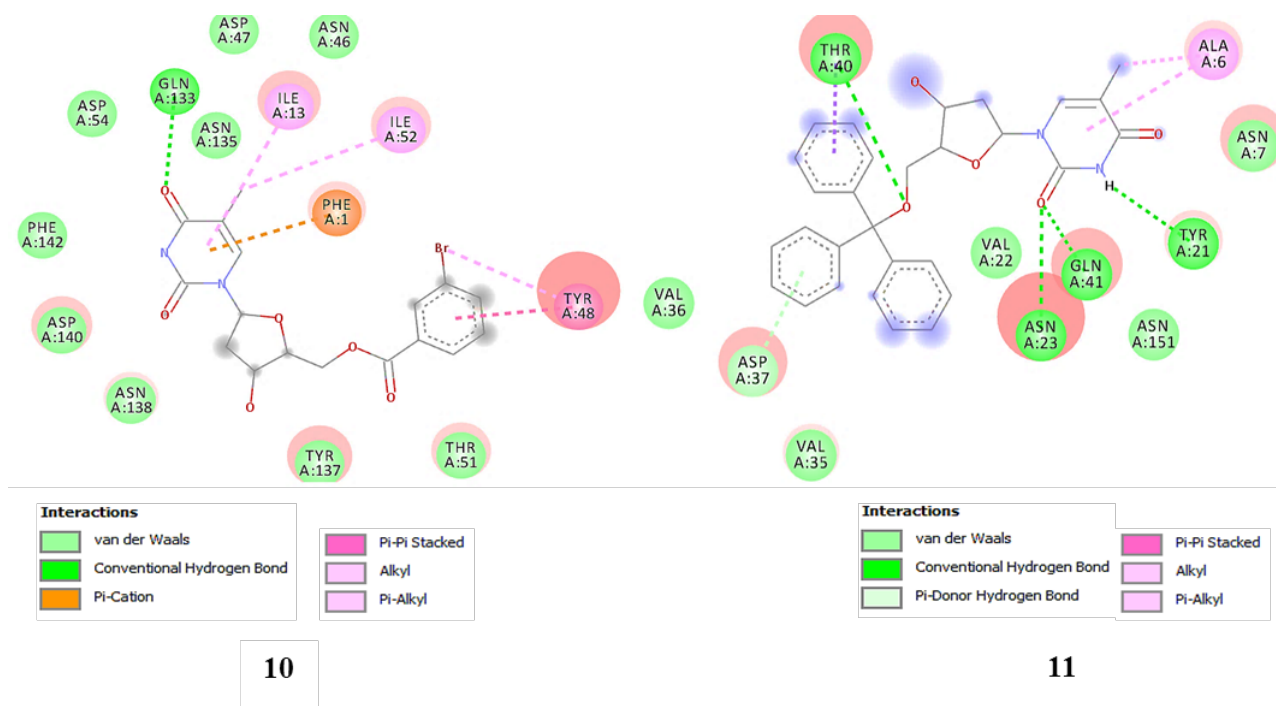 ASP
A:47
ASN
A:46
GLN
A:133
ILE
A:13
ASP
A:54
ASN
A:135
ILE
A:52
PHE
A:1
PHE
A:142
O
N
N
O
Br
TYR
A:48
VAL
A:36
ASP
A:140
O
O
O
O
ASN
A:138
TYR
A:137
THR
A:51
THR
A:40
ALA
A:6
O
N
O
ASN
A:7
O
N
H
O
O
TYR
A:21
VAL
A:22
GLN
A:41
ASN
A:23
ASN
A:151
ASP
A:37
VAL
A:35
Interactions
van der Waals
Conventional Hydrogen Bond
Pi-Cation
Pi-Pi Stacked
Alkyl
Pi-Alkyl
Interactions
van der Waals
Conventional Hydrogen Bond
Pi-Donor Hydrogen Bond
Pi-Pi Stacked
Alkyl
Pi-Alkyl
10
11